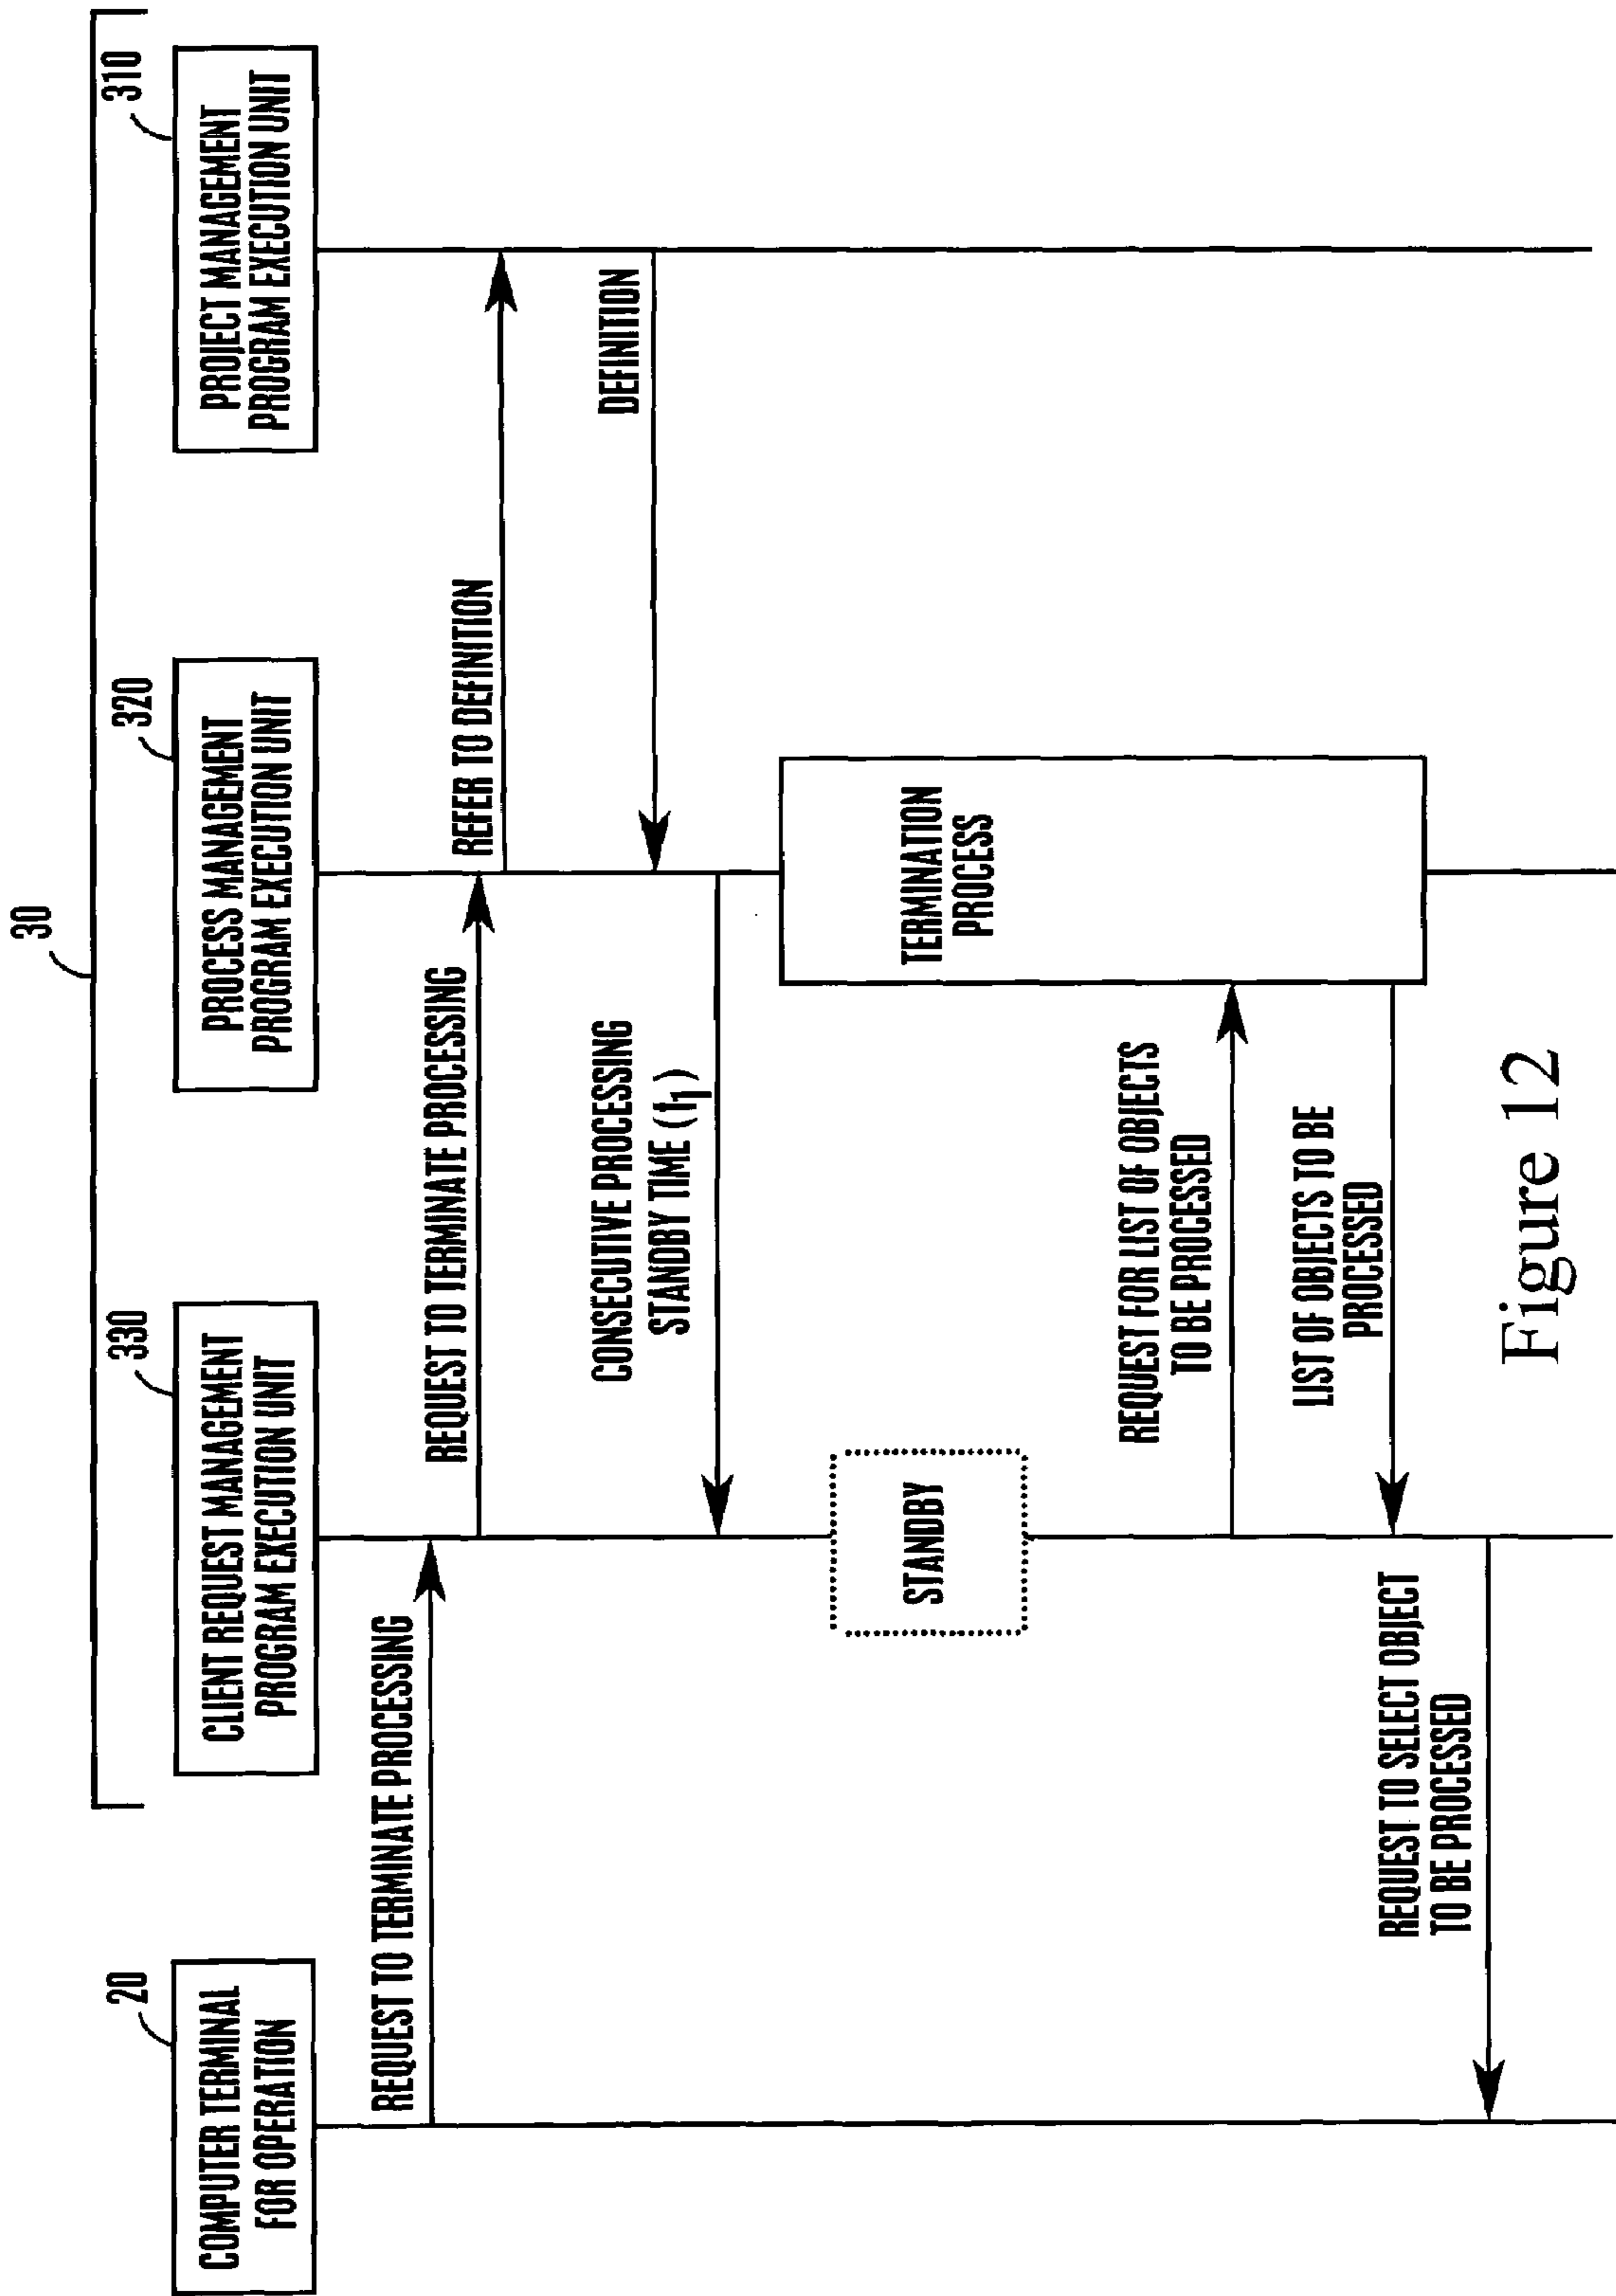 30
20
330
320
310
COMPUTER TERMINAL
FOR OPERATION
CLIENT REQUEST MANAGEMENT
PROGRAM EXECUTION UNIT
PROCESS MANAGEMENT
PROGRAM EXECUTION UNIT
PROJECT MANAGEMENT
PROGRAM EXECUTION UNIT
REQUEST TO TERMINATE PROCESSING
REQUEST TO TERMINATE PROCESSING
REFER TO DEFINITION
DEFINITION
CONSECUTIVE PROCESSING
STANDBY TIME (t1)
STANDBY
TERMINATION
PROCESS
REQUEST FOR LIST OF OBJECTS
TO BE PROCESSED
LIST OF OBJECTS TO BE
PROCESSED
REQUEST TO SELECT OBJECT
TO BE PROCESSED
Figure 12